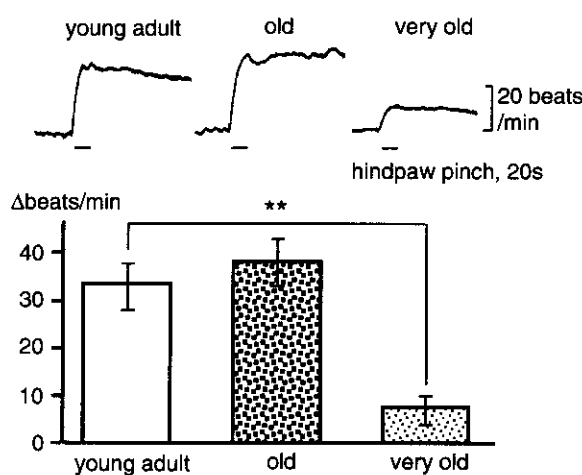 young adult old very old
20 beats
/min
hindpaw pinch, 20s
Δbeats/min
**
40
30
20
10
0
young adult old very old